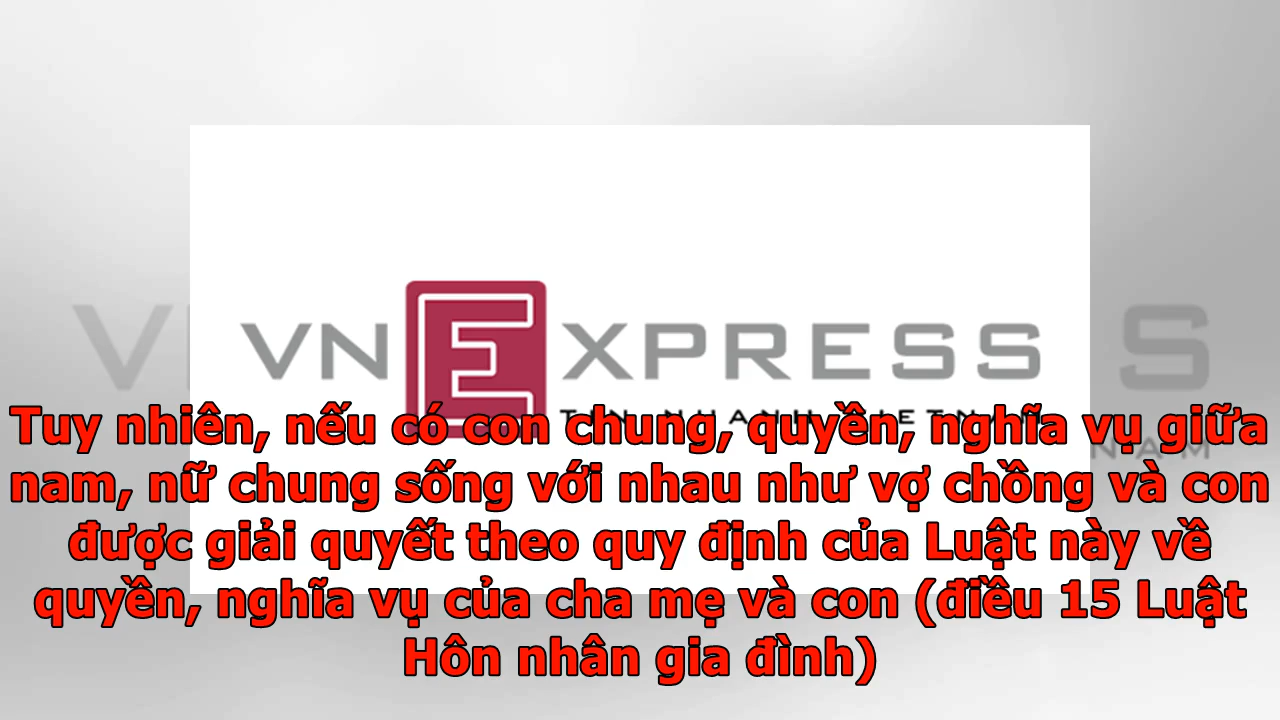 VNEXPRESS
Tuy nhiên, nếu có con chung, quyền, nghĩa vụ giữa
nam, nữ chung sống với nhau như vợ chồng và con
được giải quyết theo quy định của Luật này về
quyền, nghĩa vụ của cha mẹ và con (điều 15 Luật
Hôn nhân gia đình)